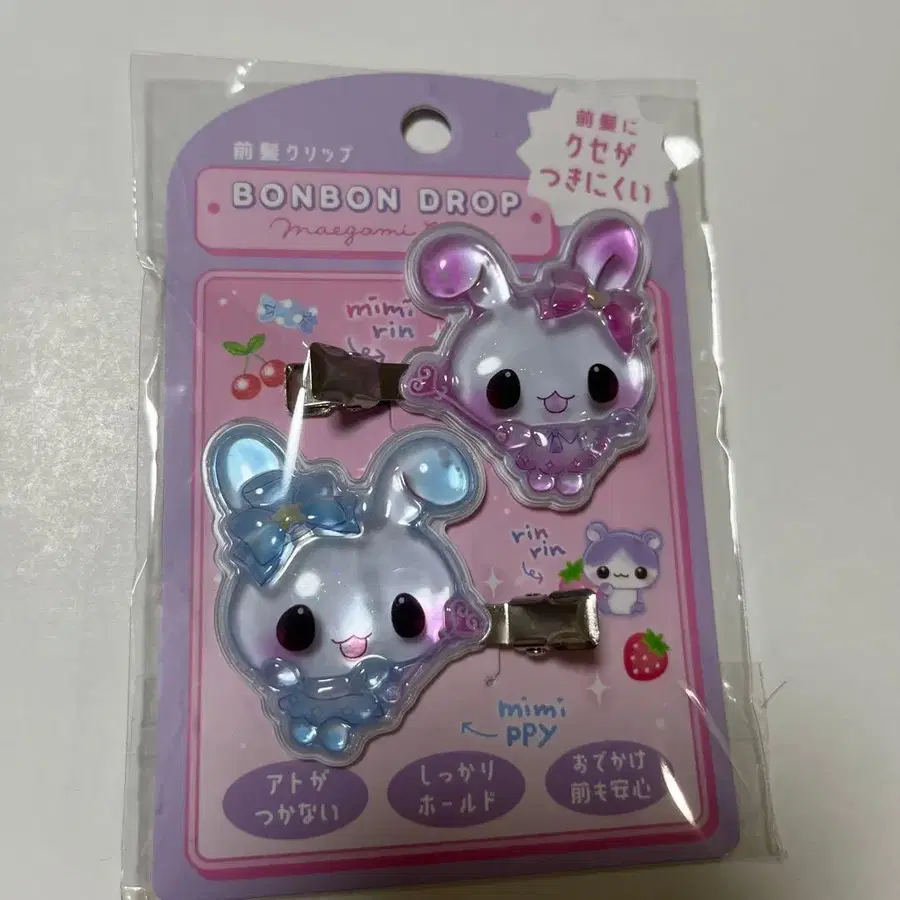 前髪に
クセが
つきにくい
前髪クリップ
BONBON DROP
maegami
mimi
rin
rin
rin
mimi
ppy
アトが
つかない
しっかり
ホールド
おでかけ
前も安心